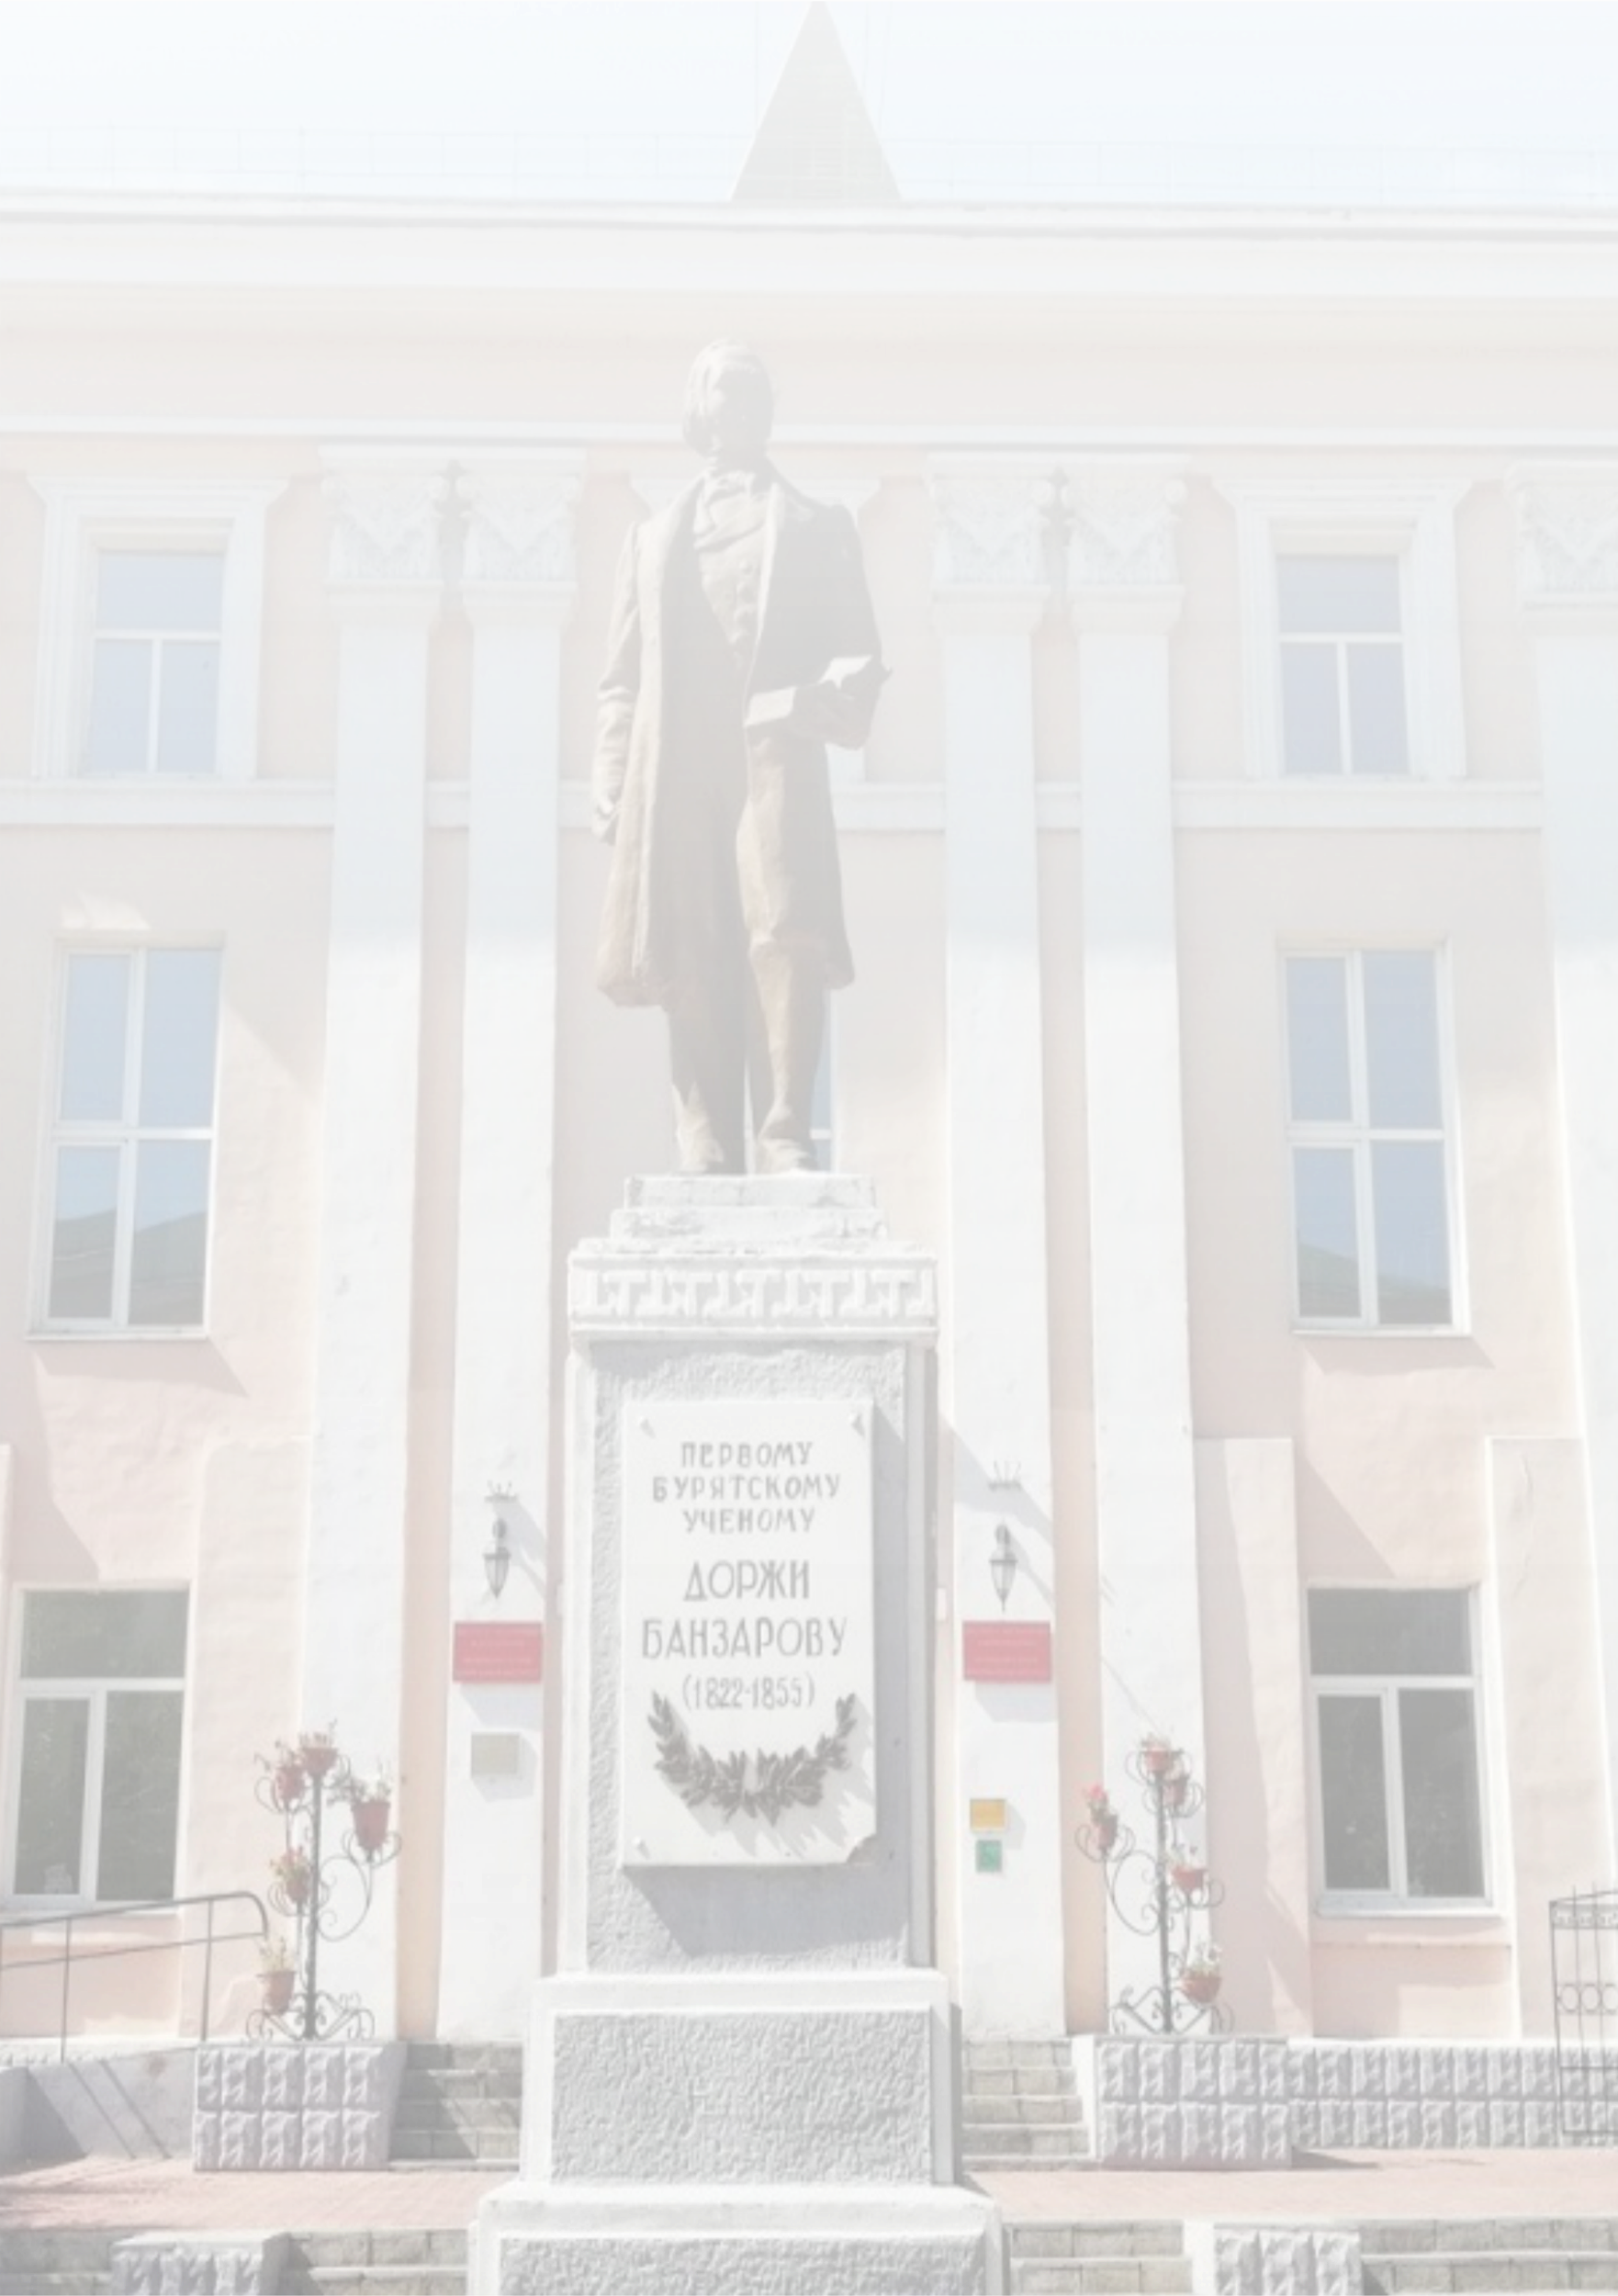 ПЕРВОМУ
БУРЯТСКОМУ
УЧЕНОМУ
ДОРЖИ
БАНЗАРОВУ
(1822-1855)